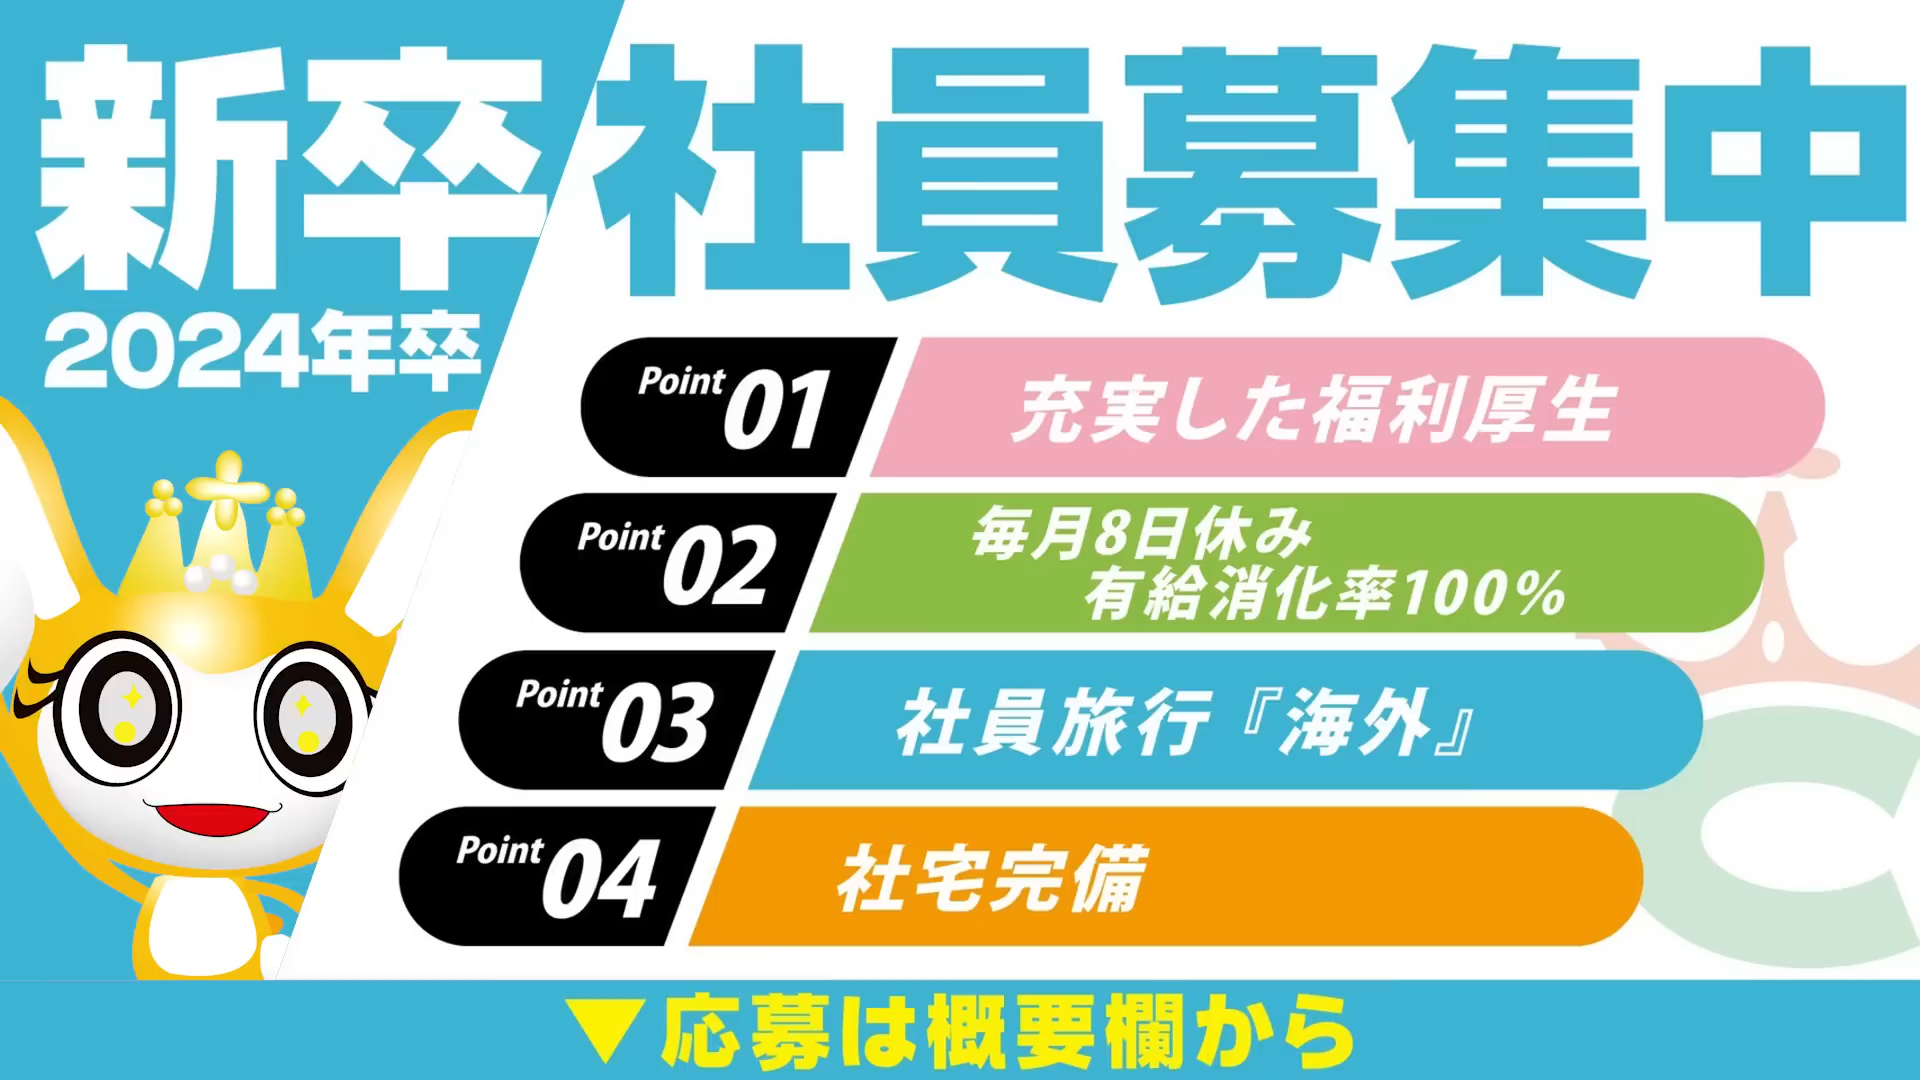 新卒社員募集中
2024年卒
Point 01 充実した福利厚生
Point 02 毎月8日休み
有給消化率100%
Point 03 社員旅行『海外』
Point 04 社宅完備
▼応募は概要欄から